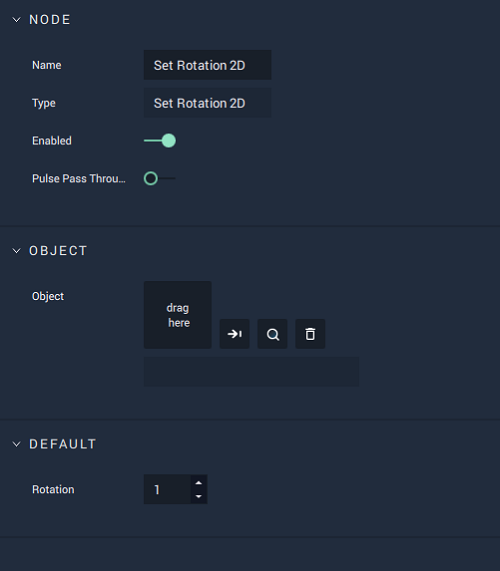 NODE
Name Set Rotation 2D
Type Set Rotation 2D
Enabled
Pulse Pass Throu...
OBJECT
Object
drag
here
DEFAULT
Rotation 1